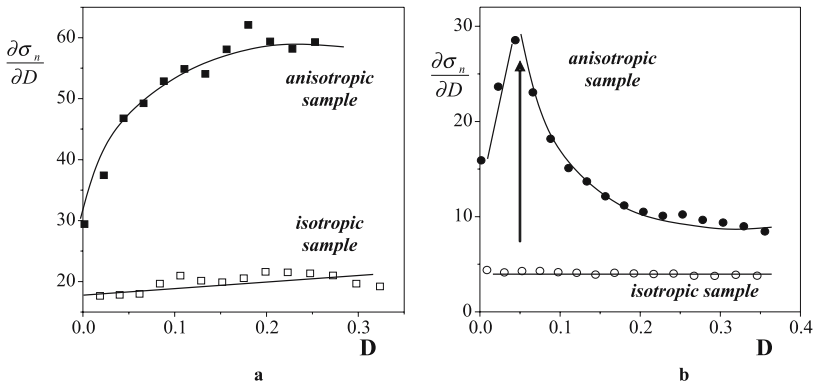 ∂σn
∂D
60
50
40
30
20
anisotropic
sample
isotropic
sample
0.0
0.1
0.2
0.3
D
a
∂σn
∂D
30
20
10
0
anisotropic
sample
isotropic sample
0.0
0.1
0.2
0.3
0.4
D
b